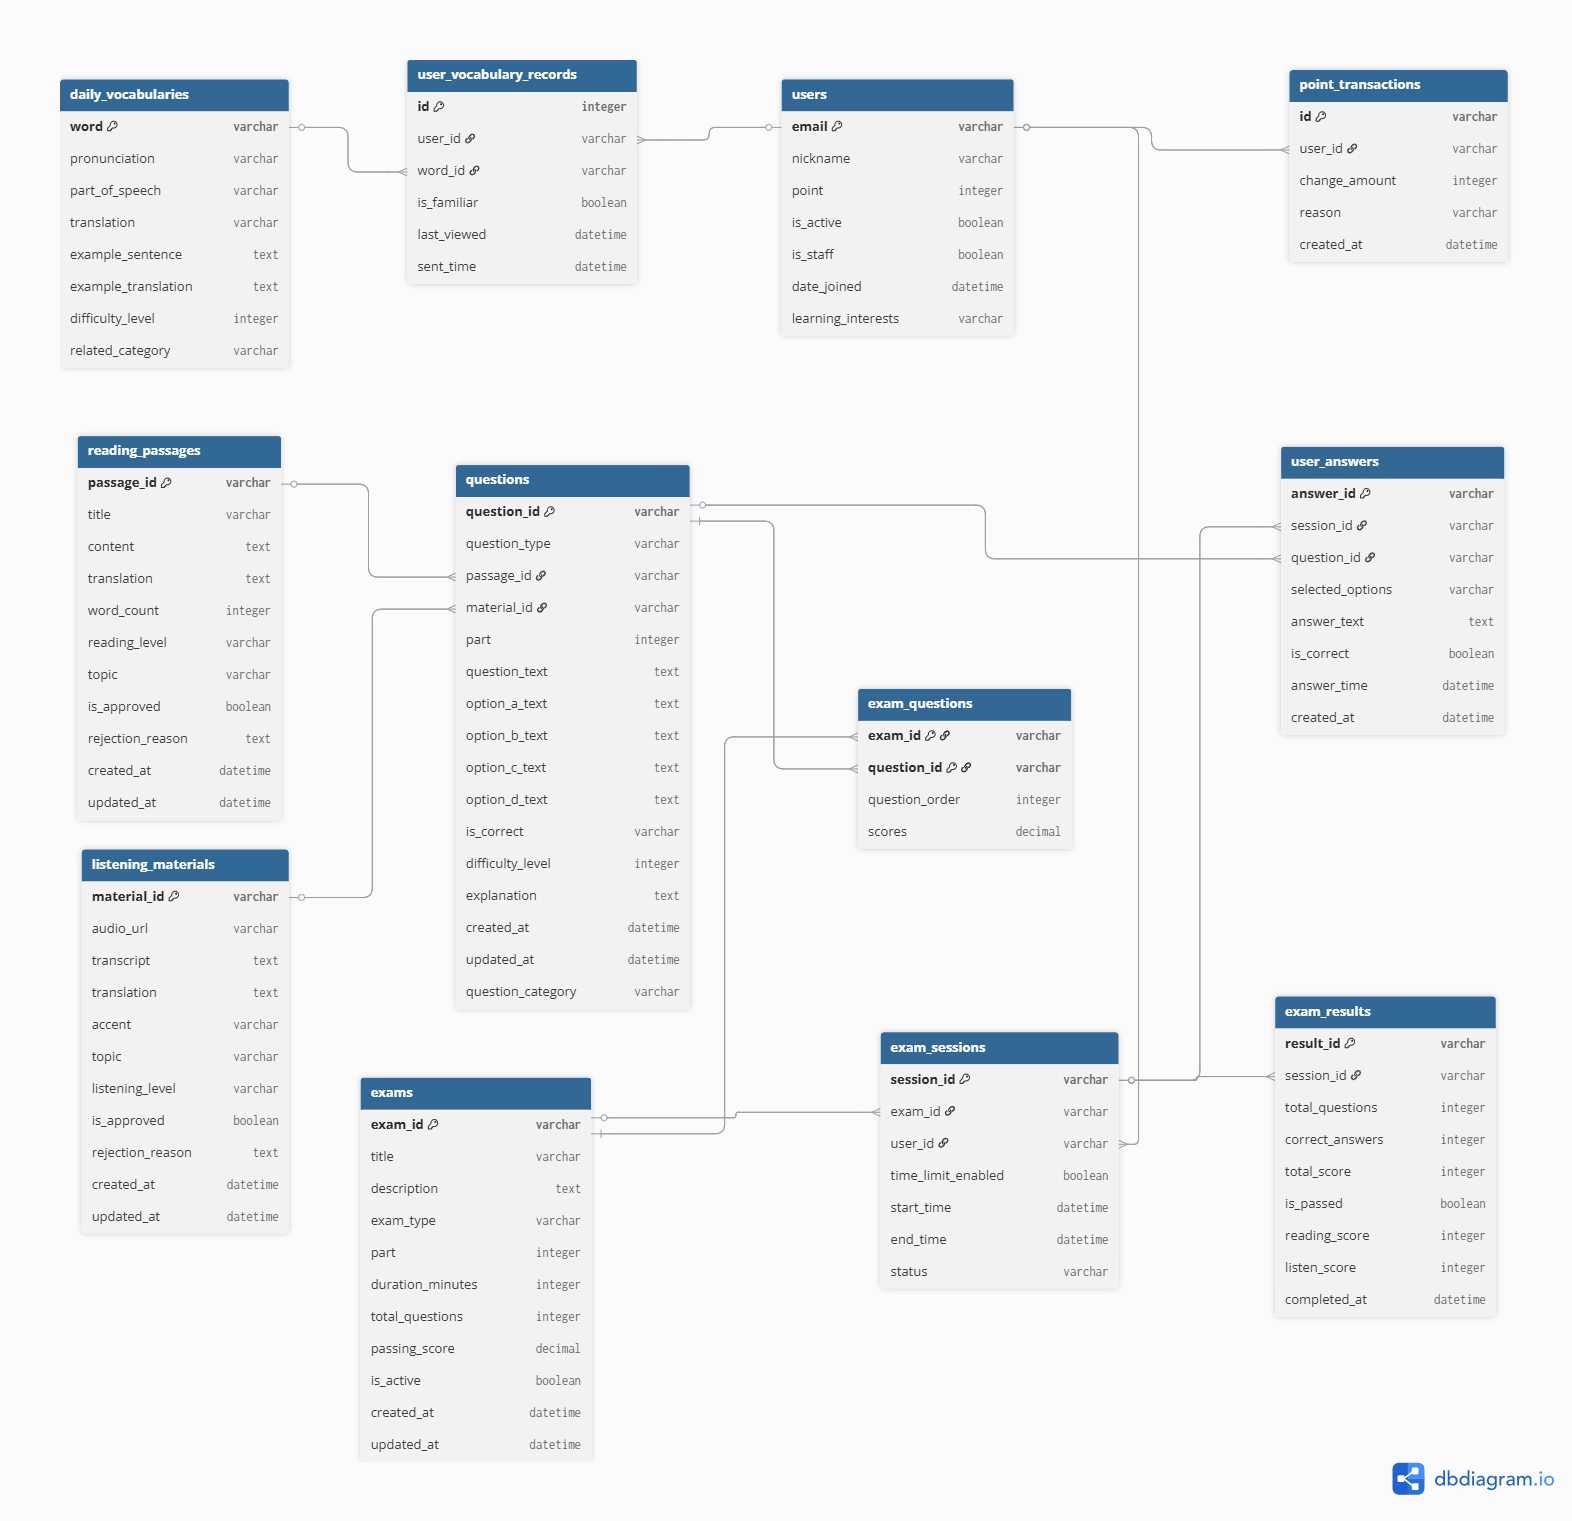 daily_vocabularies
word varchar
pronunciation varchar
part_of_speech varchar
translation varchar
example_sentence text
example_translation text
difficulty_level integer
related_category varchar
user_vocabulary_records
id integer
user_id varchar
word_id varchar
is_familiar boolean
last_viewed datetime
sent_time datetime
users
email varchar
nickname varchar
point integer
is_active boolean
is_staff boolean
date_joined datetime
learning_interests varchar
point_transactions
id varchar
user_id varchar
change_amount integer
reason varchar
created_at datetime
reading_passages
passage_id varchar
title varchar
content text
translation text
word_count integer
reading_level varchar
topic varchar
is_approved boolean
rejection_reason text
created_at datetime
updated_at datetime
questions
question_id varchar
question_type varchar
passage_id varchar
material_id varchar
part integer
question_text text
option_a_text text
option_b_text text
option_c_text text
option_d_text text
is_correct varchar
difficulty_level integer
explanation text
created_at datetime
updated_at datetime
question_category varchar
user_answers
answer_id varchar
session_id varchar
question_id varchar
selected_options varchar
answer_text text
is_correct boolean
answer_time datetime
created_at datetime
exam_questions
exam_id varchar
question_id varchar
question_order integer
scores decimal
listening_materials
material_id varchar
audio_url varchar
transcript text
translation text
accent varchar
topic varchar
listening_level varchar
is_approved boolean
rejection_reason text
created_at datetime
updated_at datetime
exams
exam_id varchar
title varchar
description text
exam_type varchar
part integer
duration_minutes integer
total_questions integer
passing_score decimal
is_active boolean
created_at datetime
updated_at datetime
exam_sessions
session_id varchar
exam_id varchar
user_id varchar
time_limit_enabled boolean
start_time datetime
end_time datetime
status varchar
exam_results
result_id varchar
session_id varchar
total_questions integer
correct_answers integer
total_score integer
is_passed boolean
reading_score integer
listen_score integer
completed_at datetime
dbdiagram.io